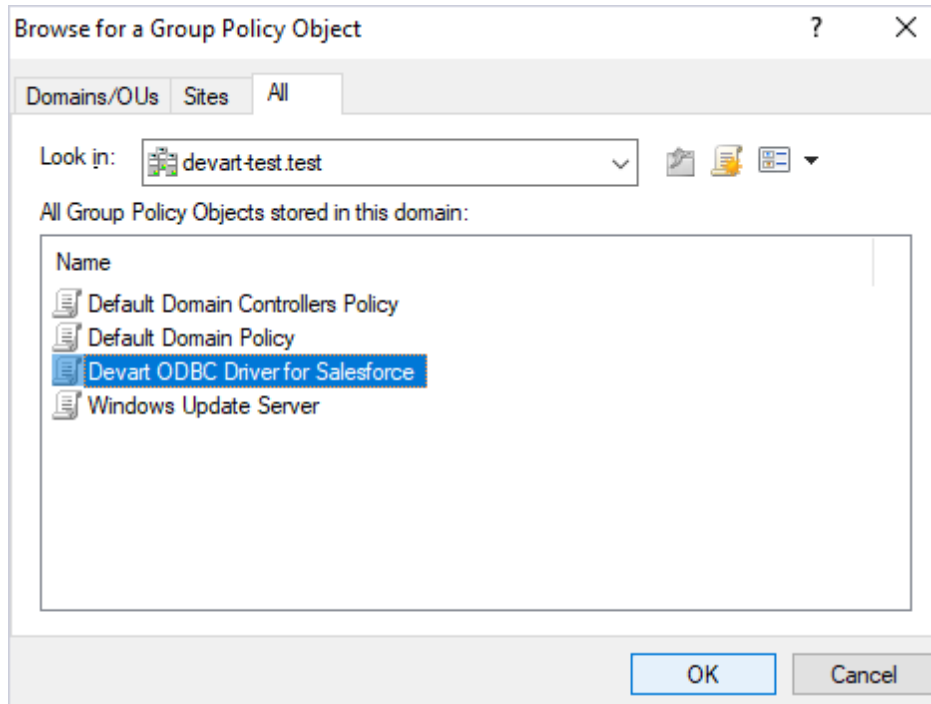 Browse for a Group Policy Object ?
Domains/OUs Sites All
Look in: devart-test.test
All Group Policy Objects stored in this domain:
Name
Default Domain Controllers Policy
Default Domain Policy
Devart ODBC Driver for Salesforce
Windows Update Server
OK Cancel